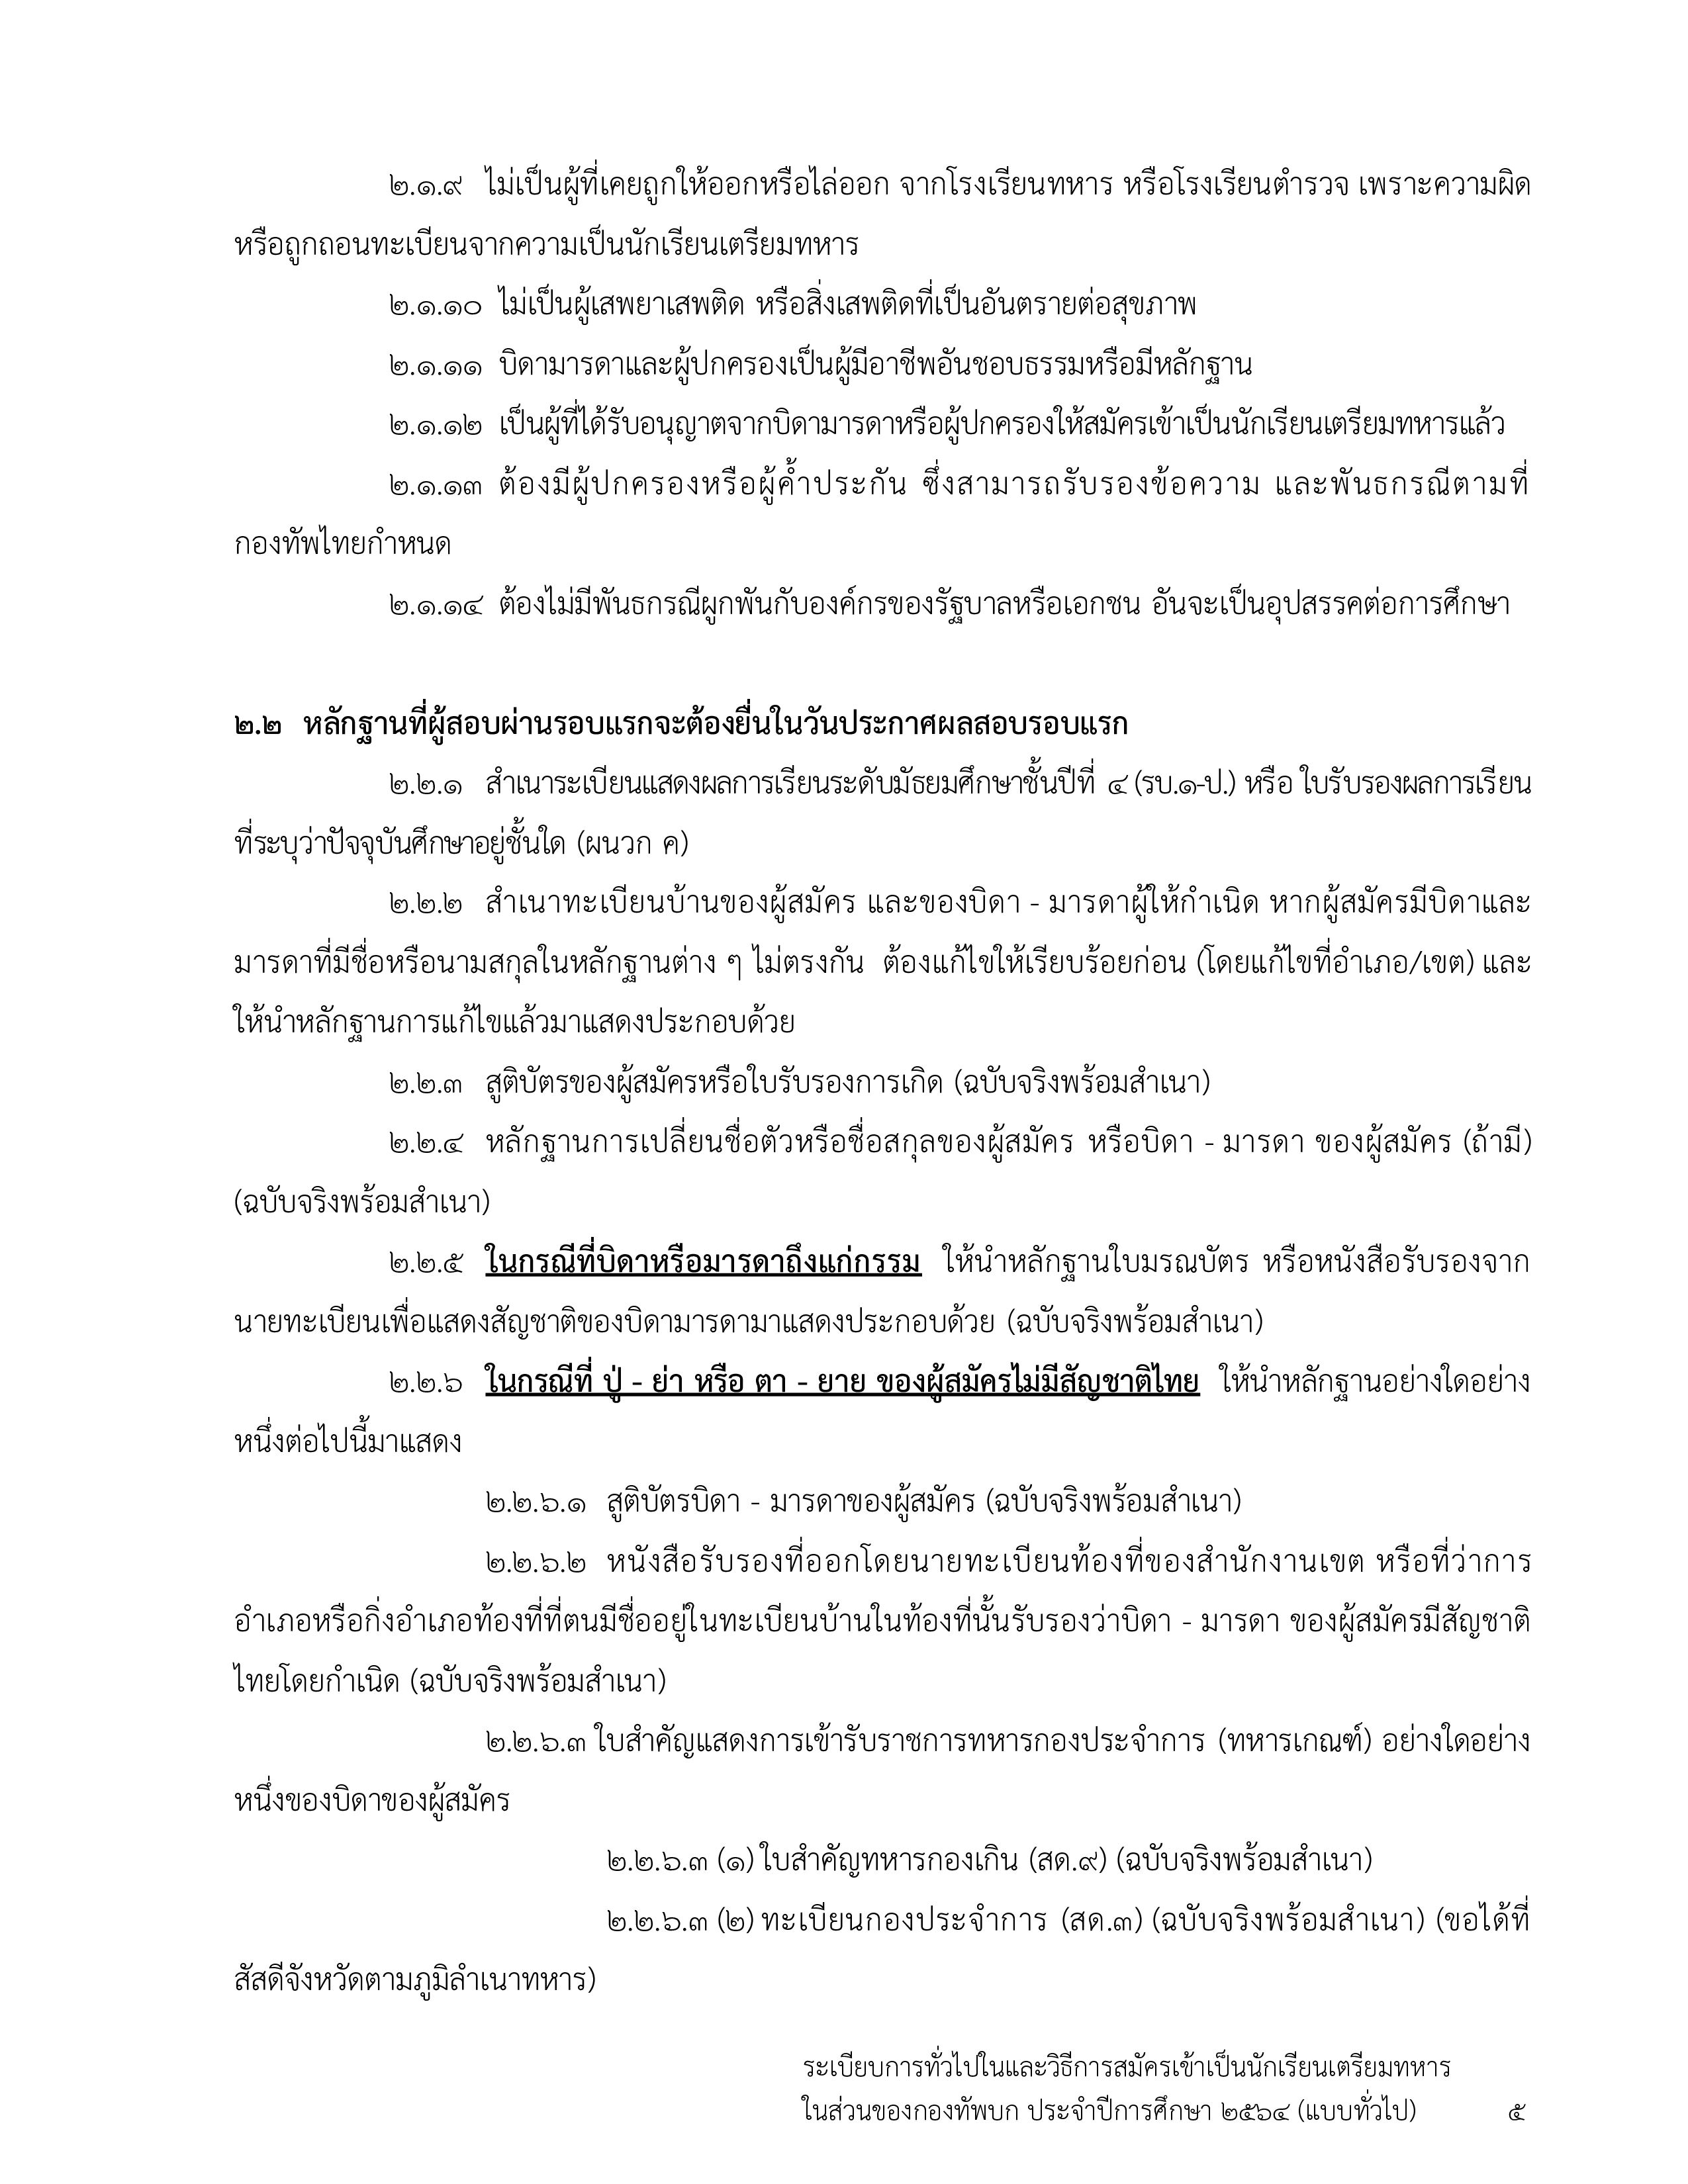 ๒.๑.๙ ไม่เป็นผู้ที่เคยถูกให้ออกหรือไล่ออก จากโรงเรียนทหาร หรือโรงเรียนตำรวจ เพราะความผิด
หรือถูกถอนทะเบียนจากความเป็นนักเรียนเตรียมทหาร
๒.๑.๑๐ ไม่เป็นผู้เสพยาเสพติด หรือสิ่งเสพติดที่เป็นอันตรายต่อสุขภาพ
๒.๑.๑๑ บิดามารดาและผู้ปกครองเป็นผู้มีอาชีพอันชอบธรรมหรือมีหลักฐาน
๒.๑.๑๒ เป็นผู้ที่ได้รับอนุญาตจากบิดามารดาหรือผู้ปกครองให้สมัครเข้าเป็นนักเรียนเตรียมทหารแล้ว
๒.๑.๑๓ ต้องมีผู้ปกครองหรือผู้ค้ำประกัน ซึ่งสามารถรับรองข้อความ และพันธกรณีตามที่
กองทัพไทยกำหนด
๒.๑.๑๔ ต้องไม่มีพันธกรณีผูกพันกับองค์กรของรัฐบาลหรือเอกชน อันจะเป็นอุปสรรคต่อการศึกษา
๒.๒ หลักฐานที่ผู้สอบผ่านรอบแรกจะต้องยื่นในวันประกาศผลสอบรอบแรก
๒.๒.๑ สำเนาระเบียนแสดงผลการเรียนระดับมัธยมศึกษาชั้นปีที่ ๔ (รบ.๑-ป.) หรือ ใบรับรองผลการเรียน
ที่ระบุว่าปัจจุบันศึกษาอยู่ชั้นใด (ผนวก ค)
๒.๒.๒ สำเนาทะเบียนบ้านของผู้สมัคร และของบิดา - มารดาผู้ให้กำเนิด หากผู้สมัครมีบิดาและ
มารดาที่มีชื่อหรือนามสกุลในหลักฐานต่าง ๆ ไม่ตรงกัน ต้องแก้ไขให้เรียบร้อยก่อน (โดยแก้ไขที่อำเภอ/เขต) และ
ให้นำหลักฐานการแก้ไขแล้วมาแสดงประกอบด้วย
๒.๒.๓ สูติบัตรของผู้สมัครหรือใบรับรองการเกิด (ฉบับจริงพร้อมสำเนา)
๒.๒.๔ หลักฐานการเปลี่ยนชื่อตัวหรือชื่อสกุลของผู้สมัคร หรือบิดา - มารดา ของผู้สมัคร (ถ้ามี)
(ฉบับจริงพร้อมสำเนา)
๒.๒.๕ ในกรณีที่บิดาหรือมารดาถึงแก่กรรม ให้นำหลักฐานใบมรณบัตร หรือหนังสือรับรองจาก
นายทะเบียนเพื่อแสดงสัญชาติของบิดามารดามาแสดงประกอบด้วย (ฉบับจริงพร้อมสำเนา)
๒.๒.๖ ในกรณีที่ ปู่ - ย่า หรือ ตา - ยาย ของผู้สมัครไม่มีสัญชาติไทย ให้นำหลักฐานอย่างใดอย่าง
หนึ่งต่อไปนี้มาแสดง
๒.๒.๖.๑ สูติบัตรบิดา - มารดาของผู้สมัคร (ฉบับจริงพร้อมสำเนา)
๒.๒.๖.๒ หนังสือรับรองที่ออกโดยนายทะเบียนท้องที่ของสำนักงานเขต หรือที่ว่าการ
อำเภอหรือกิ่งอำเภอท้องที่ที่ตนมีชื่ออยู่ในทะเบียนบ้านในท้องที่นั้นรับรองว่าบิดา - มารดา ของผู้สมัครมีสัญชาติ
ไทยโดยกำเนิด (ฉบับจริงพร้อมสำเนา)
๒.๒.๖.๓ ใบสำคัญแสดงการเข้ารับราชการทหารกองประจำการ (ทหารเกณฑ์) อย่างใดอย่าง
หนึ่งของบิดาของผู้สมัคร
๒.๒.๖.๓ (๑) ใบสำคัญทหารกองเกิน (สด.๙) (ฉบับจริงพร้อมสำเนา)
๒.๒.๖.๓ (๒) ทะเบียนกองประจำการ (สด.๓) (ฉบับจริงพร้อมสำเนา) (ขอได้ที่
สัสดีจังหวัดตามภูมิลำเนาทหาร)
ระเบียบการทั่วไปในและวิธีการสมัครเข้าเป็นนักเรียนเตรียมทหาร
ในส่วนของกองทัพบก ประจำปีการศึกษา ๒๕๖๔ (แบบทั่วไป) ๕